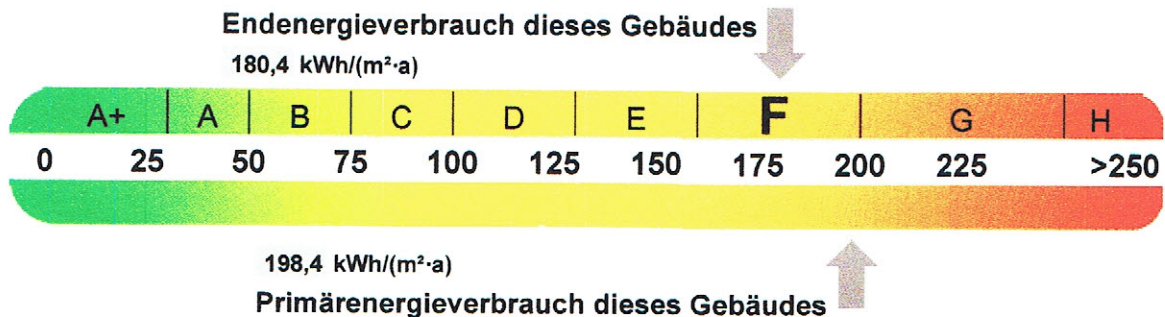 Endenergieverbrauch dieses Gebäudes
180,4 kWh/(m²·a)
A+ A B C D E F G H
0 25 50 75 100 125 150 175 200 225 >250
198,4 kWh/(m²·a)
Primärenergieverbrauch dieses Gebäudes